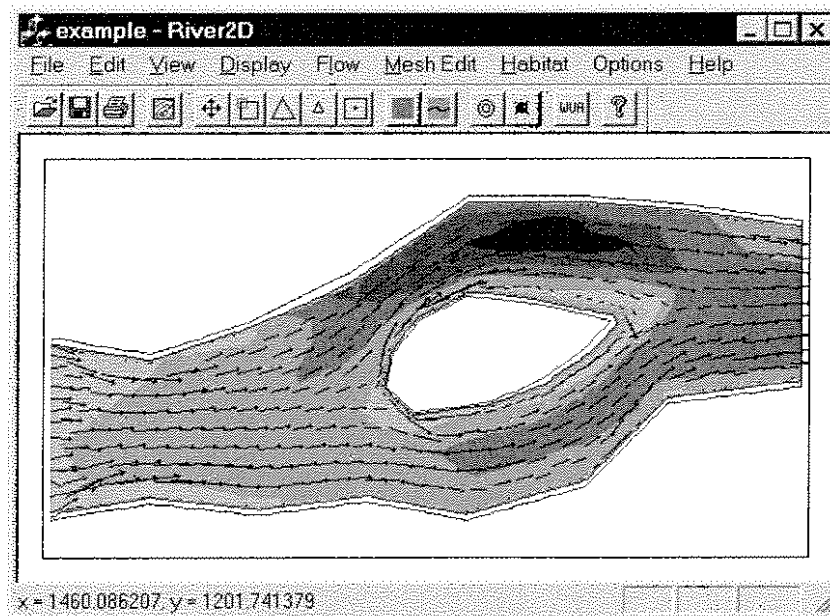 example - River2D
File Edit View Display Flow Mesh Edit Habitat Options Help
WUA ?
x = 1460.086207 y = 1201.741379